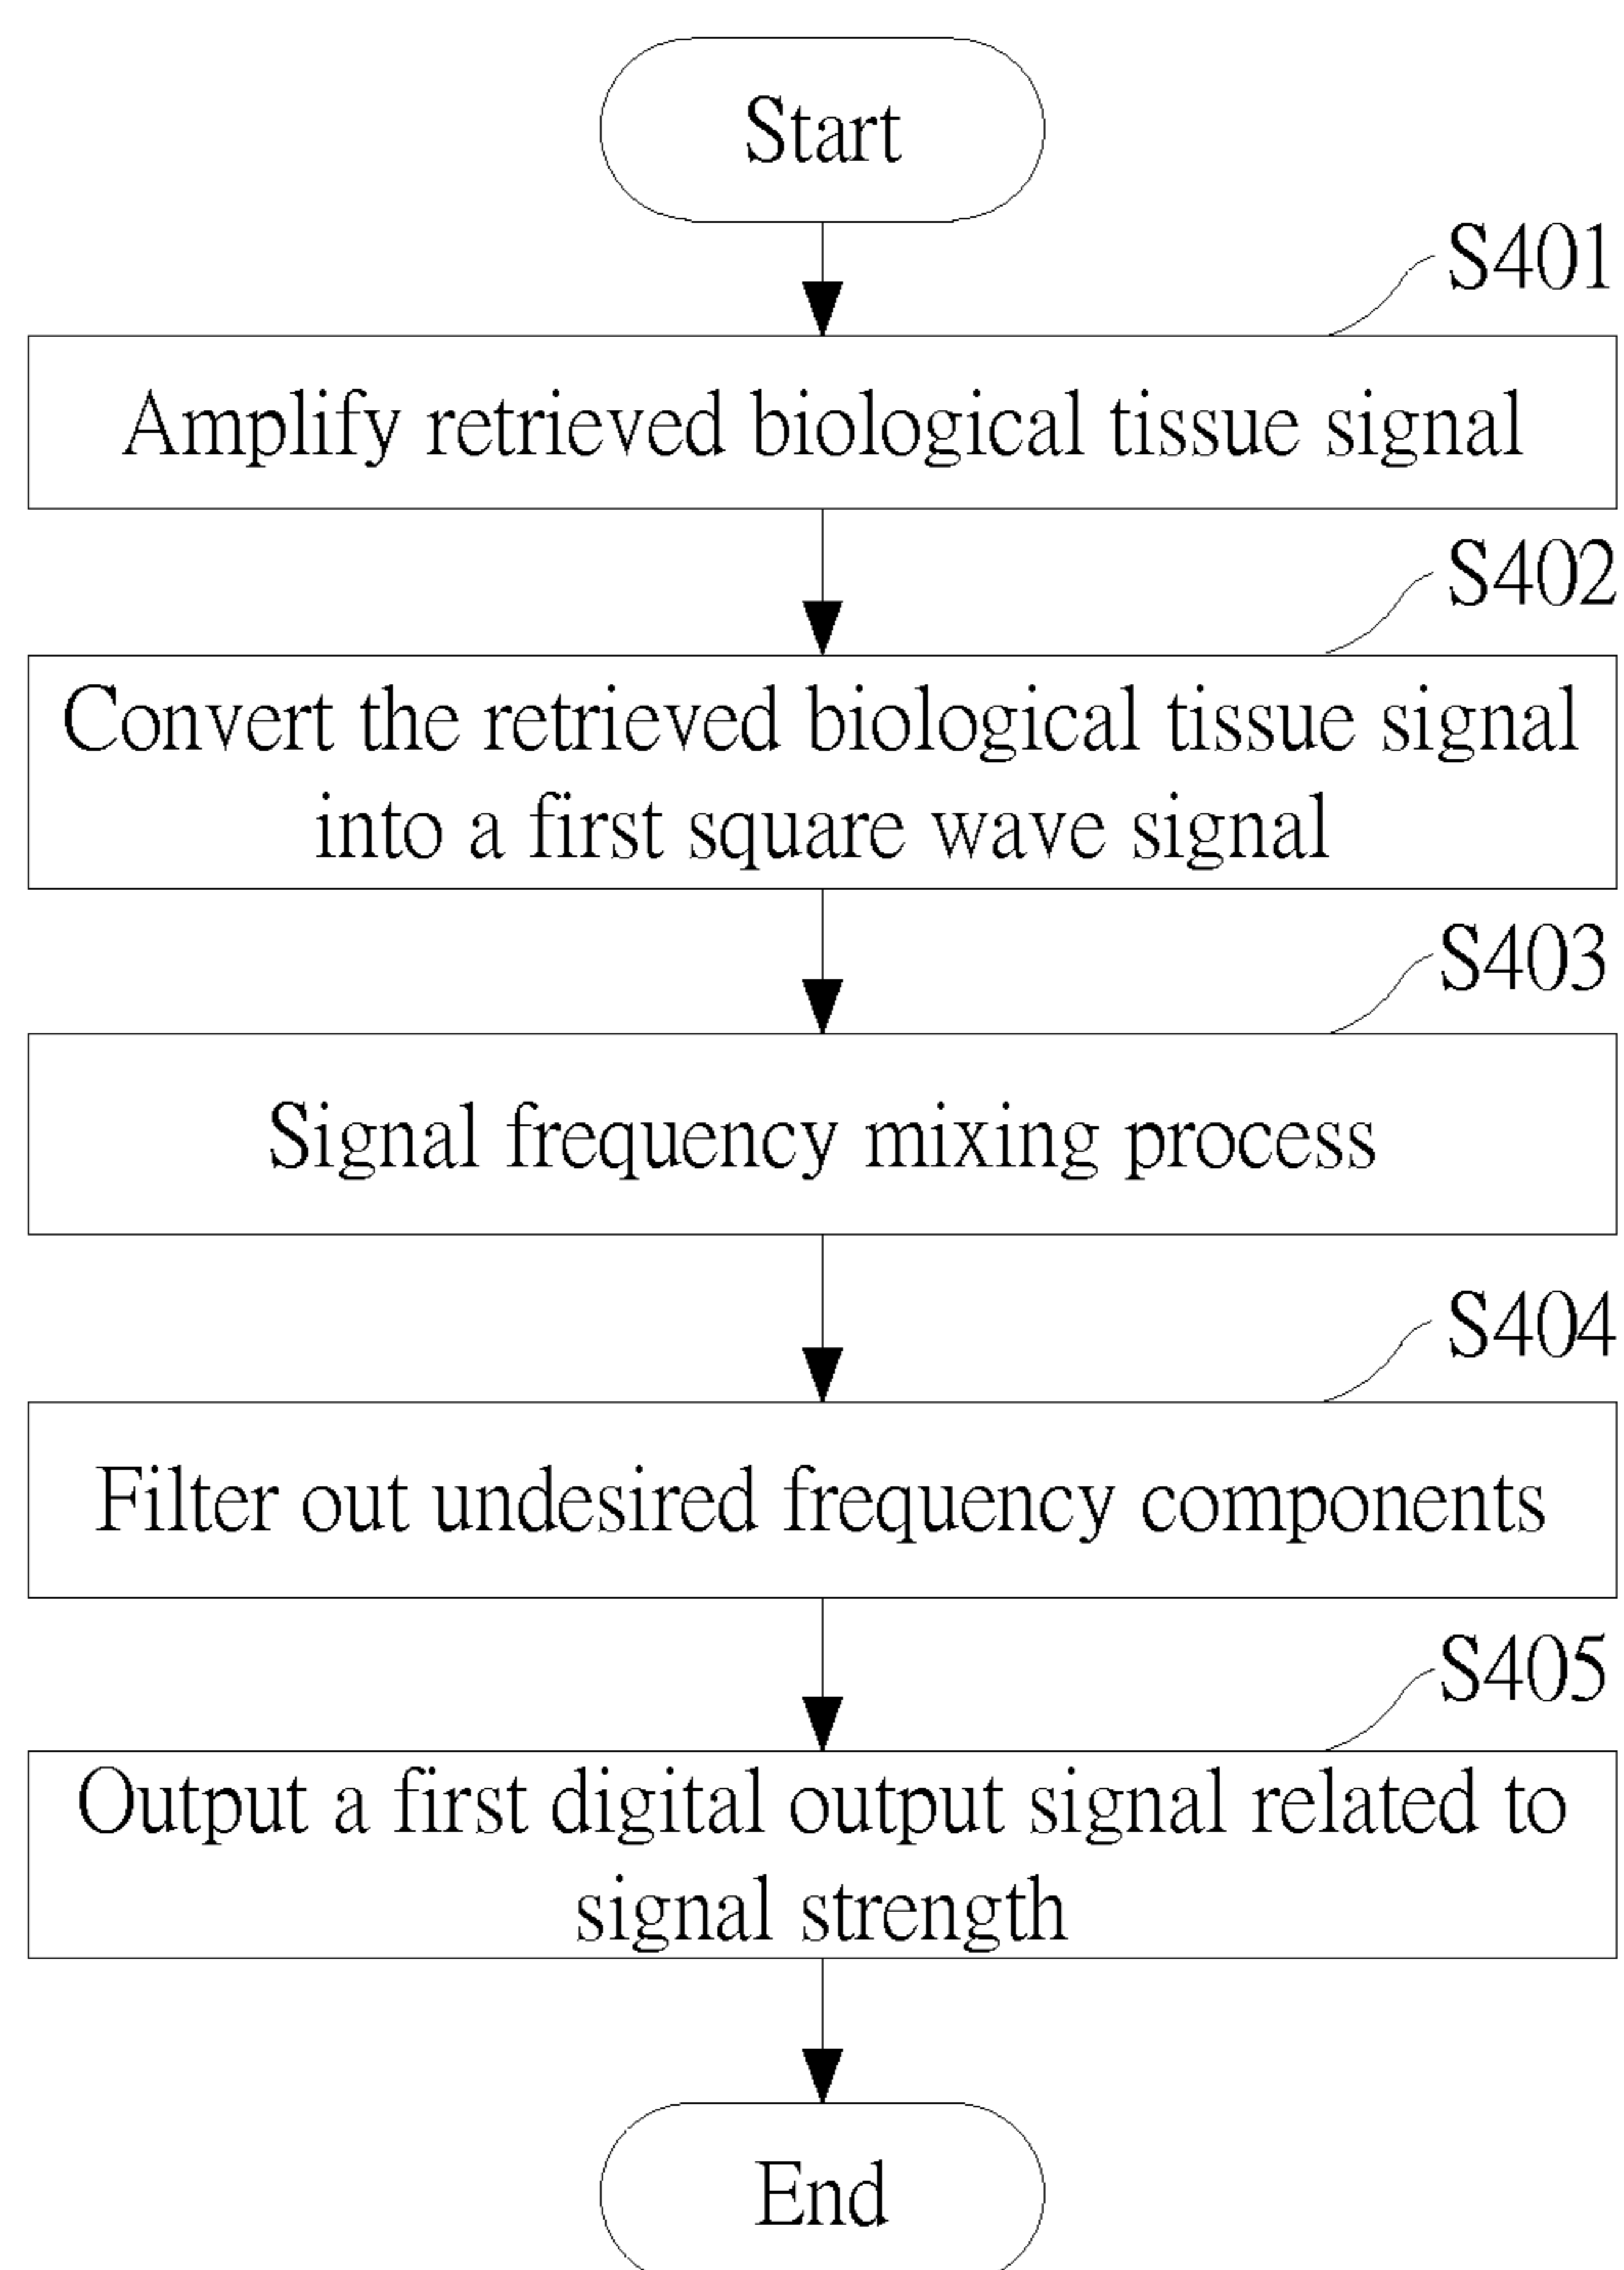 Start
S401
Amplify retrieved biological tissue signal
S402
Convert the retrieved biological tissue signal
into a first square wave signal
S403
Signal frequency mixing process
S404
Filter out undesired frequency components
S405
Output a first digital output signal related to
signal strength
End